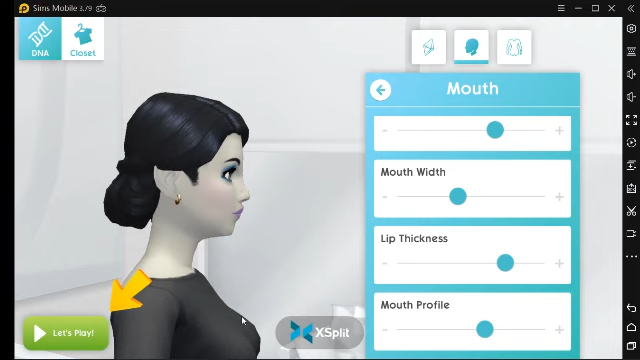 Sims Mobile 3.79
DNA
Closet
Mouth
Mouth Width
Lip Thickness
Mouth Profile
Let's Play!
XSplit